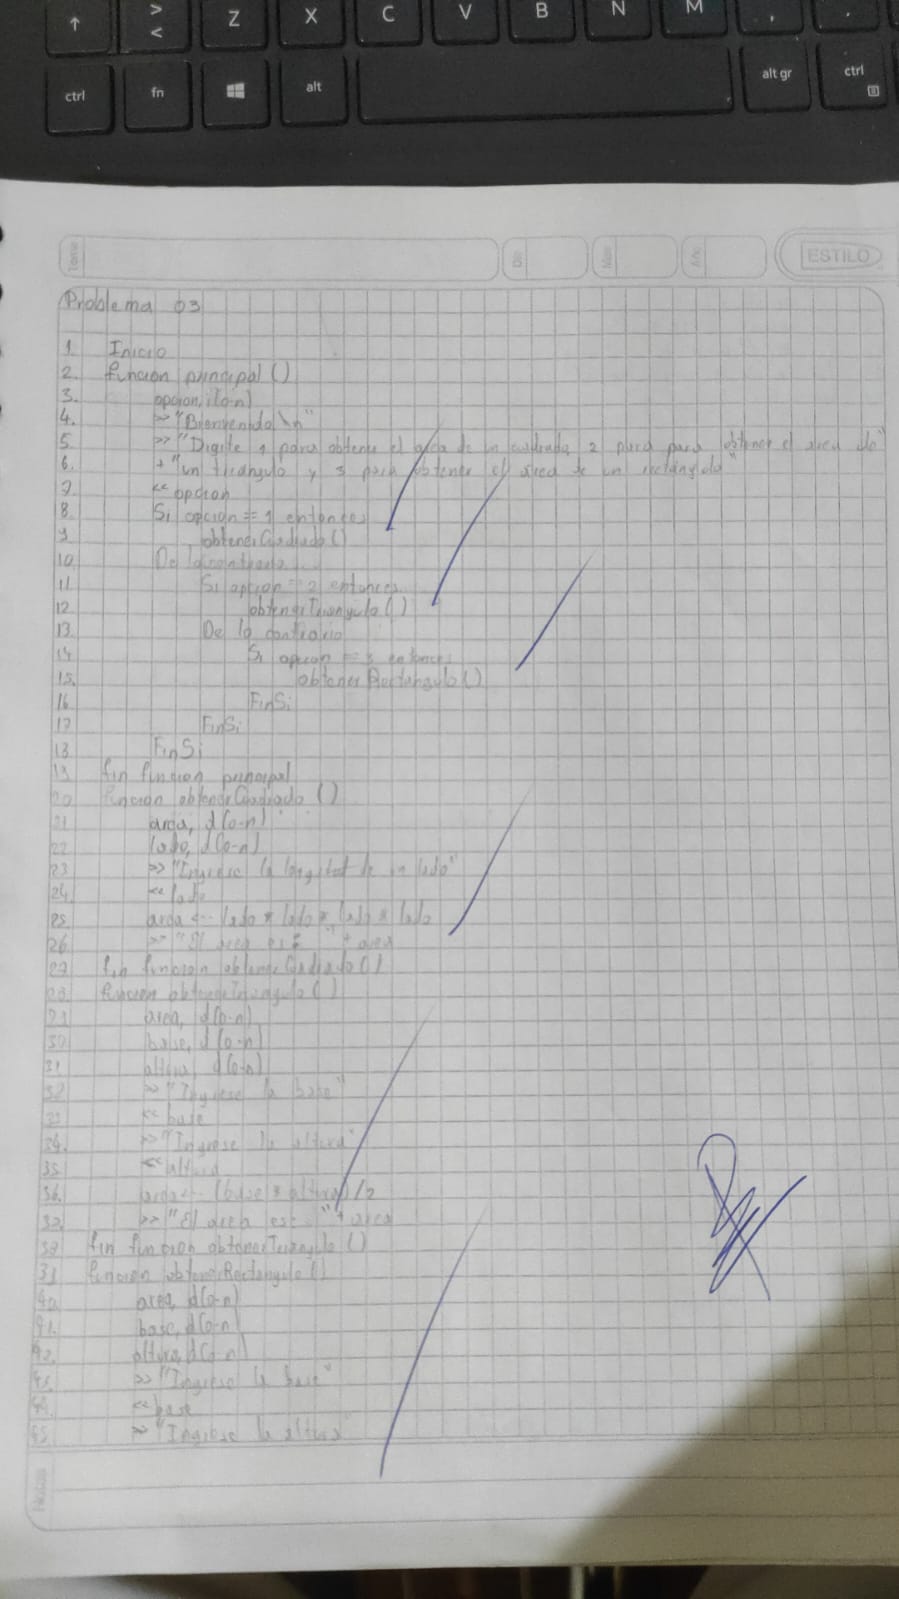 ↑ > < Z X C V B N M , .
ctrl fn alt alt gr ctrl
Tema Día Mes Año ESTILO
Problema 03
1. Inicio
2. funcion principal ()
3. opcion, i(0-n)
4. >> "Bienvenido \n"
5. >> "Digite 1 para obtener el area de un cuadrado, 2 para para obtener el area de"
6. + "un triangulo y 3 para obtener el area de un rectangulo"
7. << opcion
8. Si opcion == 1 entonces
9. obtenerCuadrado()
10. De lo contrario
11. Si opcion == 2 entonces
12. obtenerTriangulo()
13. De lo contrario
14. Si opcion == 3 entonces
15. obtenerRectangulo()
16. FinSi
17 FinSi
18. FinSi
19. fin funcion principal
20. funcion obtenerCuadrado ()
21 area, d(0-n)
22 lado, d(0-n)
23 >> "Ingrese la longitud de un lado"
24. << lado
25. area <-- lado * lado * lado * lado
26 >> "El area es: " + area
27 fin funcion obtenerCuadrado()
28 funcion obtenerTriangulo()
29 area, d(0-n)
30 base, d(0-n)
31. altura, d(0-n)
32 >> "Ingrese la base"
33 << base
34. >> "Ingrese la altura"
35 << altura
36. area <-- (base * altura)/2
37. >> "El area es: " + area
38 fin funcion obtenerTriangulo ()
39 funcion obtenerRectangulo()
40. area, d(0-n)
41. base, d(0-n)
42. altura, d(0-n)
43. >> "Ingrese la base"
44. << base
45. >> "Ingrese la altura"
Notas